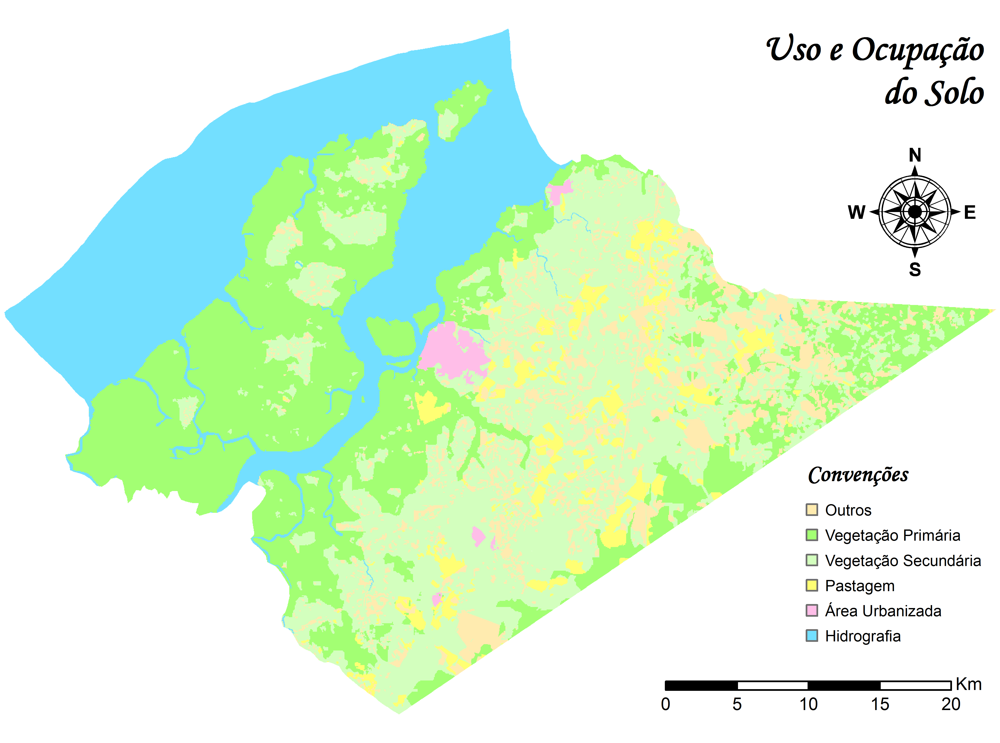 Uso e Ocupação
do Solo
N
W E
S
Convenções
Outros
Vegetação Primária
Vegetação Secundária
Pastagem
Área Urbanizada
Hidrografia
Km
0 5 10 15 20